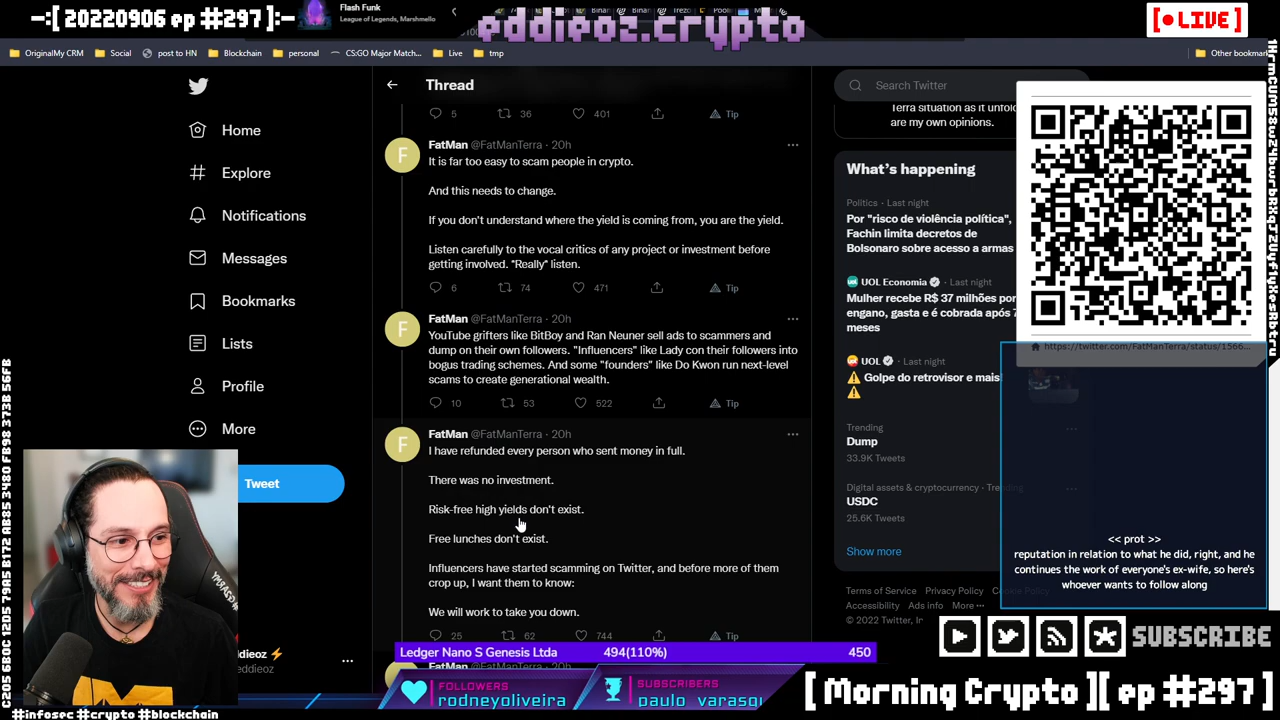 -:[ 20220906 ep #297 ]:-
Flash Funk
League of Legends, Marshmello
eddieoz.crypto
[● LIVE]
OriginalMy CRM
Social
post to HN
Blockchain
personal
CS:GO Major Match...
Live
tmp
Other bookmar
Thread
Search Twitter
Home
Explore
Notifications
Messages
Bookmarks
Lists
Profile
More
Tweet
ddieoz ⚡
eddieoz
5 36 401 Tip
FatMan @FatManTerra · 20h
It is far too easy to scam people in crypto.
And this needs to change.
If you don't understand where the yield is coming from, you are the yield.
Listen carefully to the vocal critics of any project or investment before
getting involved. *Really* listen.
6 74 471 Tip
FatMan @FatManTerra · 20h
YouTube grifters like BitBoy and Ran Neuner sell ads to scammers and
dump on their own followers. "Influencers" like Lady con their followers into
bogus trading schemes. And some "founders" like Do Kwon run next-level
scams to create generational wealth.
10 53 522 Tip
FatMan @FatManTerra · 20h
I have refunded every person who sent money in full.
There was no investment.
Risk-free high yields don't exist.
Free lunches don't exist.
Influencers have started scamming on Twitter, and before more of them
crop up, I want them to know:
We will work to take you down.
25 62 744 Tip
Terra situation as it unfol
are my own opinions.
What's happening
Politics · Last night
Por "risco de violência política",
Fachin limita decretos de
Bolsonaro sobre acesso a armas
UOL Economia · Last night
Mulher recebe R$ 37 milhões por
engano, gasta e é cobrada após 7
meses
UOL · Last night
⚠ Golpe do retrovisor e mais
⚠
Trending
Dump
33.9K Tweets
Digital assets & cryptocurrency · Trending
USDC
25.6K Tweets
Show more
Terms of Service Privacy Policy Cookie Policy
Accessibility Ads info More ···
© 2022 Twitter, In
https://twitter.com/FatManTerra/status/1566...
<< prot >>
reputation in relation to what he did, right, and he
continues the work of everyone's ex-wife, so here's
whoever wants to follow along
SUBSCRIBE
Ledger Nano S Genesis Ltda 494(110%) 450
FOLLOWERS
rodneyoliveira
SUBSCRIBERS
paulo varasqu
[ Morning Crypto ][ ep #297 ]
#infosec #crypto #blockchain